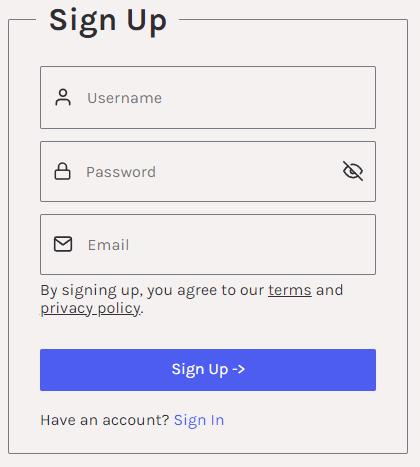 Sign Up
Username
Password
Email
By signing up, you agree to our terms and
privacy policy.
Sign Up ->
Have an account? Sign In